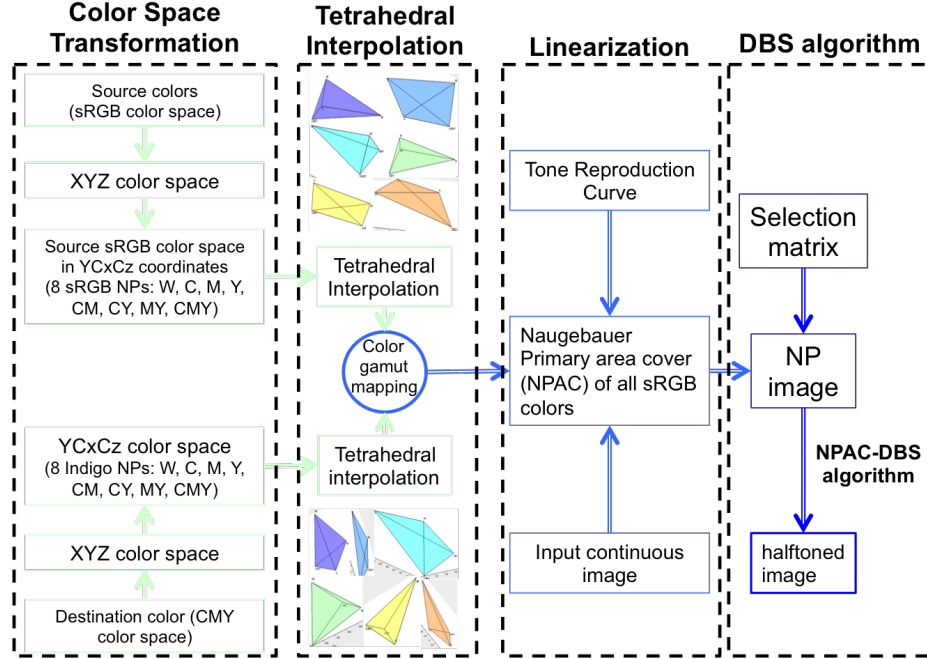 Color Space
Transformation
Source colors
(sRGB color space)
XYZ color space
Source sRGB color space
in YCxCz coordinates
(8 sRGB NPs: W, C, M, Y,
CM, CY, MY, CMY)
YCxCz color space
(8 Indigo NPs: W, C, M, Y,
CM, CY, MY, CMY)
XYZ color space
Destination color (CMY
color space)
Tetrahedral
Interpolation
Tetrahedral
Interpolation
Color
gamut
mapping
Tetrahedral
interpolation
Linearization
Tone Reproduction
Curve
Naugebauer
Primary area cover
(NPAC) of all sRGB
colors
Input continuous
image
DBS algorithm
Selection
matrix
NP
image
NPAC-DBS
algorithm
halftoned
image